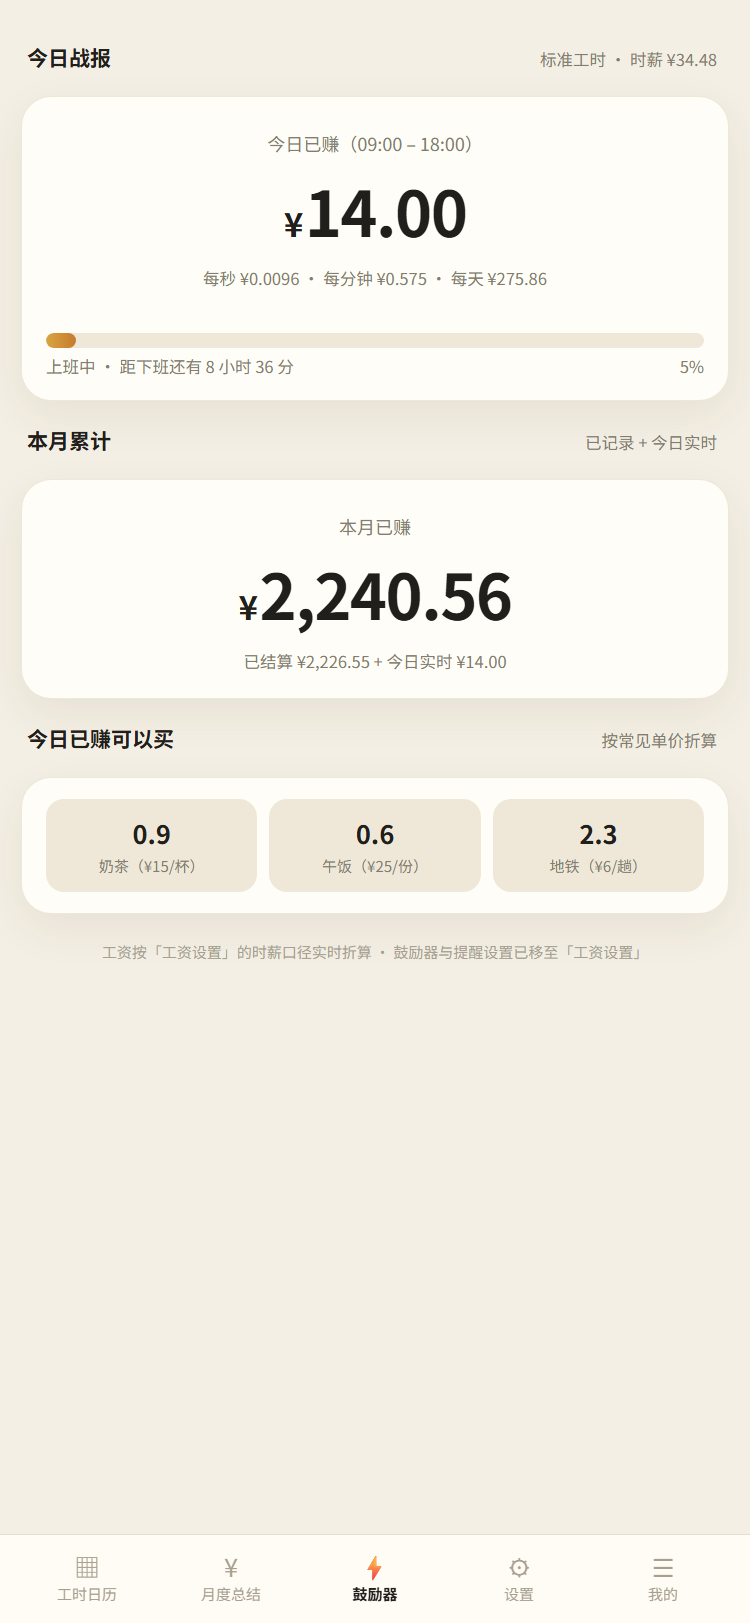 今日战报
标准工时 · 时薪 ¥34.48
今日已赚（09:00 – 18:00）
¥14.00
每秒 ¥0.0096 · 每分钟 ¥0.575 · 每天 ¥275.86
上班中 · 距下班还有 8 小时 36 分
5%
本月累计
已记录 + 今日实时
本月已赚
¥2,240.56
已结算 ¥2,226.55 + 今日实时 ¥14.00
今日已赚可以买
按常见单价折算
0.9
奶茶（¥15/杯）
0.6
午饭（¥25/份）
2.3
地铁（¥6/趟）
工资按「工资设置」的时薪口径实时折算 · 鼓励器与提醒设置已移至「工资设置」
¥
工时日历
月度总结
鼓励器
设置
我的